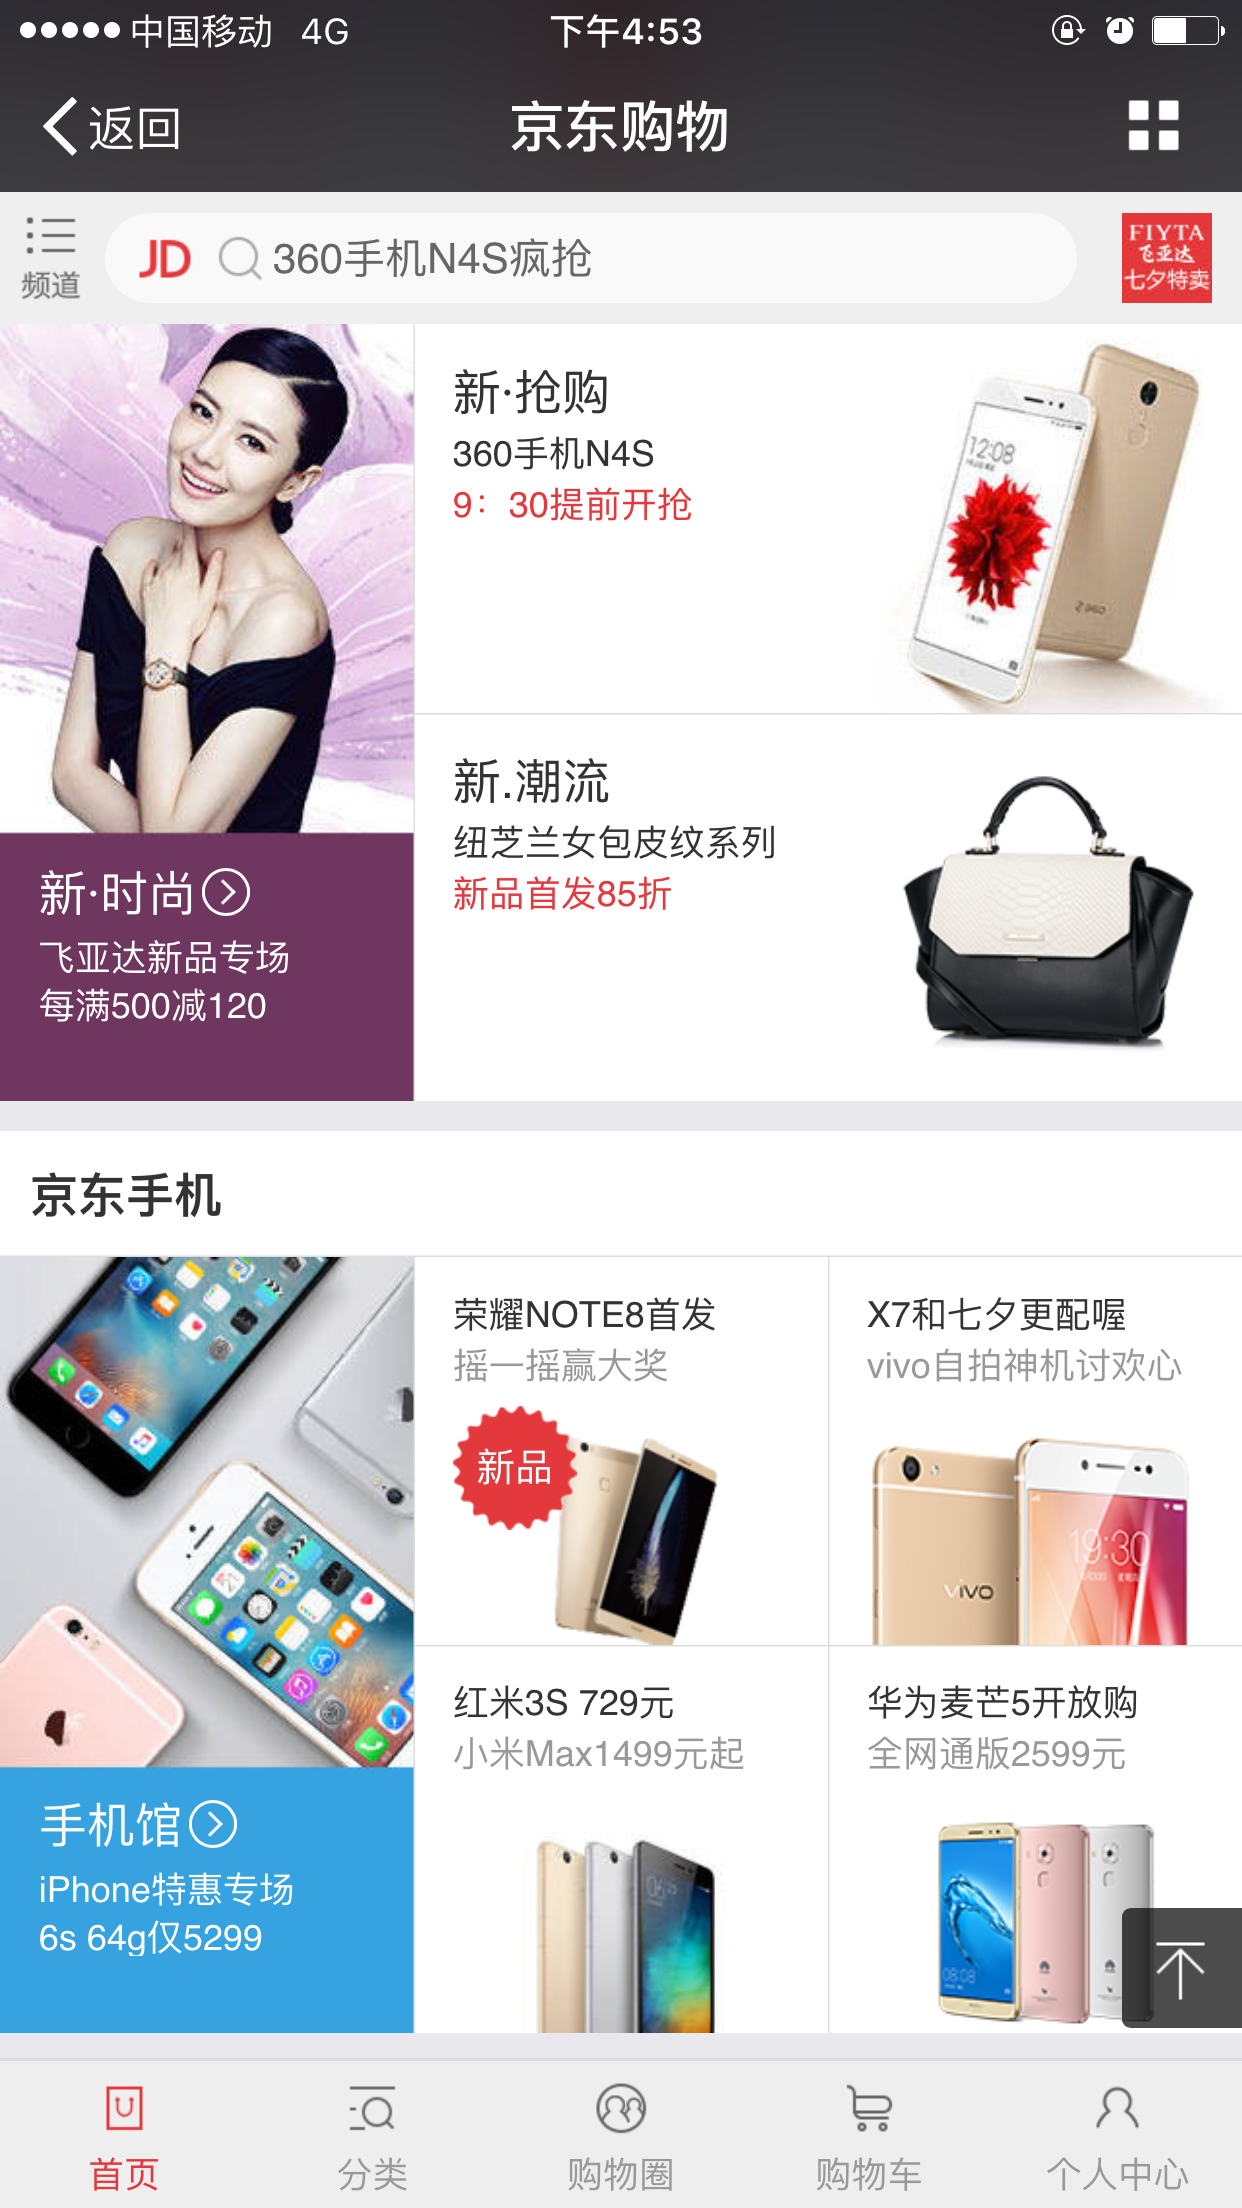 中国移动 4G
下午4:53
返回
京东购物
频道
JD
360手机N4S疯抢
FIYTA
飞亚达
七夕特卖
新·抢购
360手机N4S
9：30提前开抢
12:08
360
新·时尚
飞亚达新品专场
每满500减120
新.潮流
纽芝兰女包皮纹系列
新品首发85折
京东手机
手机馆
iPhone特惠专场
6s 64g仅5299
荣耀NOTE8首发
摇一摇赢大奖
新品
X7和七夕更配喔
vivo自拍神机讨欢心
vivo
19:30
红米3S 729元
小米Max1499元起
华为麦芒5开放购
全网通版2599元
08:08
首页
分类
购物圈
购物车
个人中心